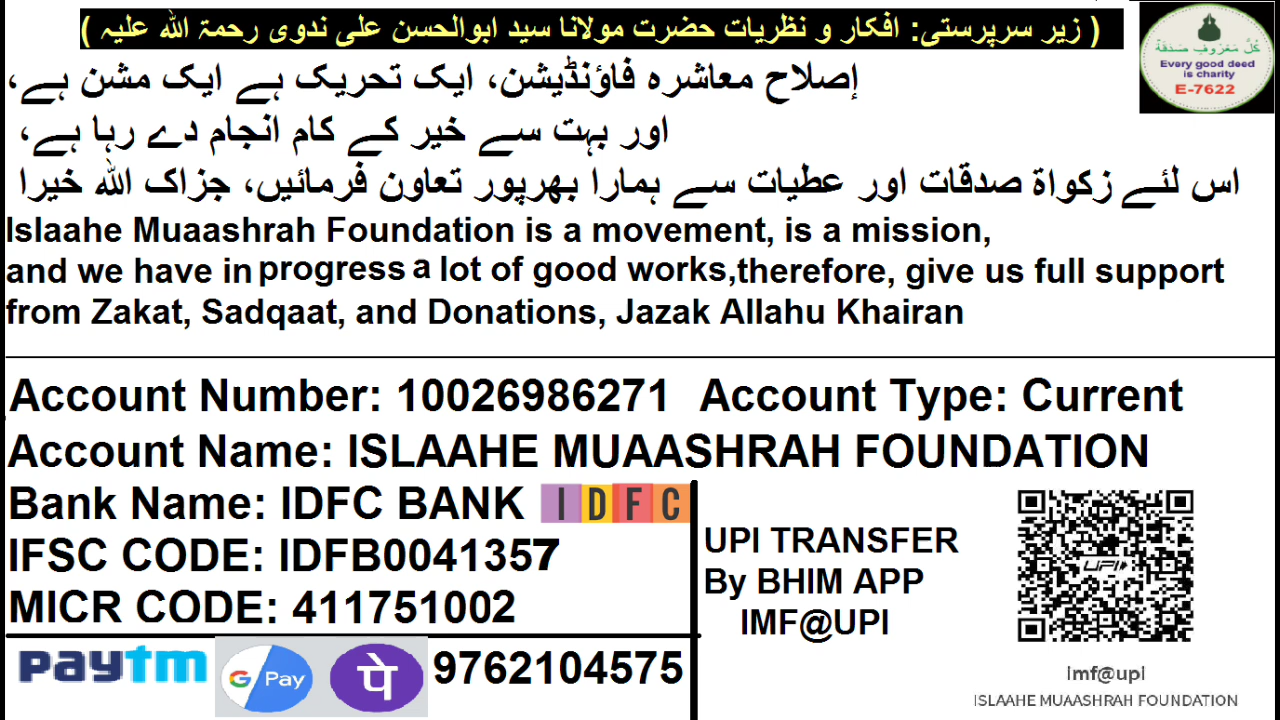 ( زیر سرپرستی: افکار و نظریات حضرت مولانا سید ابوالحسن علی ندوی رحمۃ اللہ علیہ )
كُلُّ مَعْرُوفٍ صَدَقَةٌ
Every good deed
is charity
E-7622
إصلاح معاشرہ فاؤنڈیشن، ایک تحریک ہے ایک مشن ہے،
اور بہت سے خیر کے کام انجام دے رہا ہے،
اس لئے زکواۃ صدقات اور عطیات سے ہمارا بھرپور تعاون فرمائیں، جزاک اللہ خیرا
Islaahe Muaashrah Foundation is a movement, is a mission,
and we have in progress a lot of good works,therefore, give us full support
from Zakat, Sadqaat, and Donations, Jazak Allahu Khairan
Account Number: 10026986271 Account Type: Current
Account Name: ISLAAHE MUAASHRAH FOUNDATION
Bank Name: IDFC BANK IDFC
IFSC CODE: IDFB0041357
MICR CODE: 411751002
paytm G Pay पे 9762104575
UPI TRANSFER
By BHIM APP
IMF@UPI
UPI
imf@upi
ISLAAHE MUAASHRAH FOUNDATION